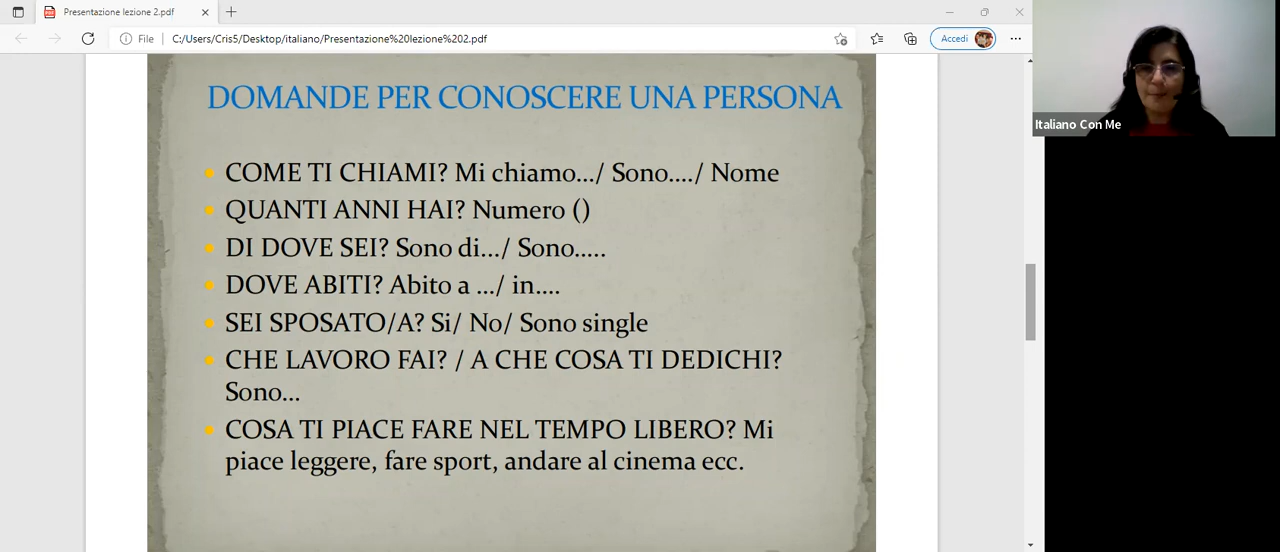 Presentazione lezione 2.pdf
File
C:/Users/Cris5/Desktop/italiano/Presentazione%20lezione%202.pdf
Accedi
Italiano Con Me
DOMANDE PER CONOSCERE UNA PERSONA
COME TI CHIAMI? Mi chiamo.../ Sono..../ Nome
QUANTI ANNI HAI? Numero ()
DI DOVE SEI? Sono di.../ Sono.....
DOVE ABITI? Abito a .../ in....
SEI SPOSATO/A? Si/ No/ Sono single
CHE LAVORO FAI? / A CHE COSA TI DEDICHI?
Sono...
COSA TI PIACE FARE NEL TEMPO LIBERO? Mi
piace leggere, fare sport, andare al cinema ecc.